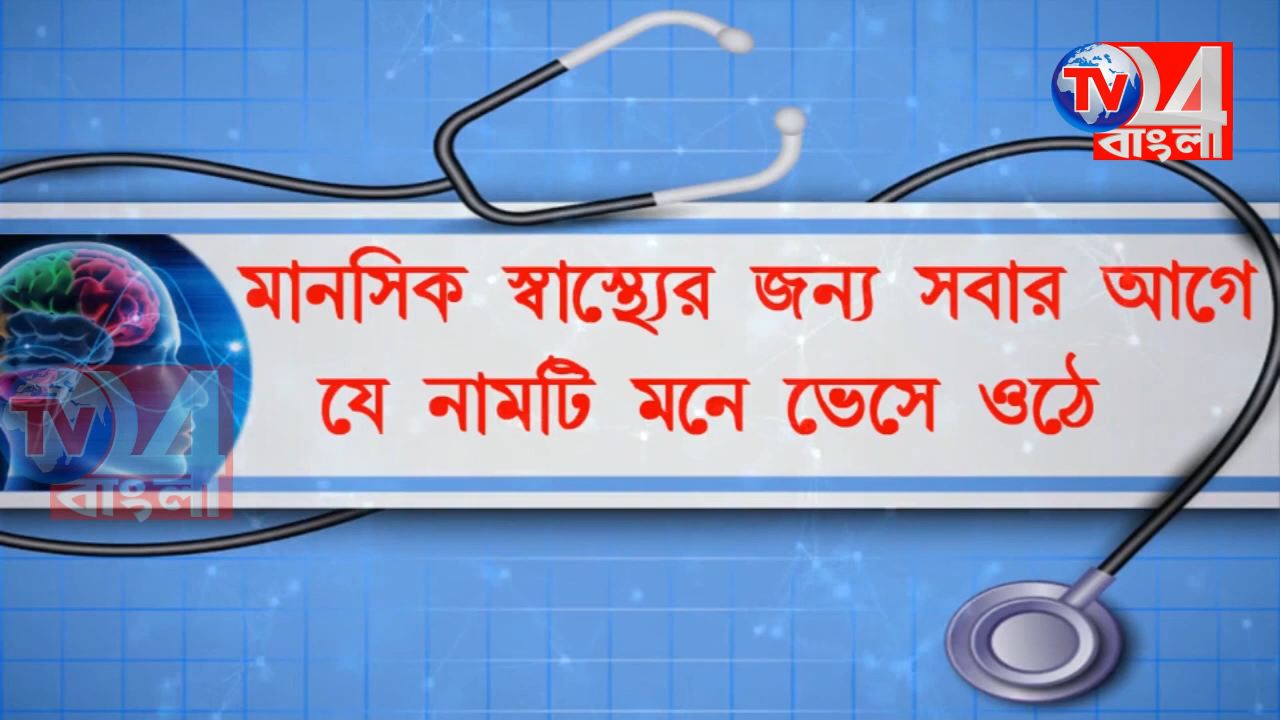 TV 24
বাংলা
মানসিক স্বাস্থ্যের জন্য সবার আগে
যে নামটি মনে ভেসে ওঠে
TV 24
বাংলা